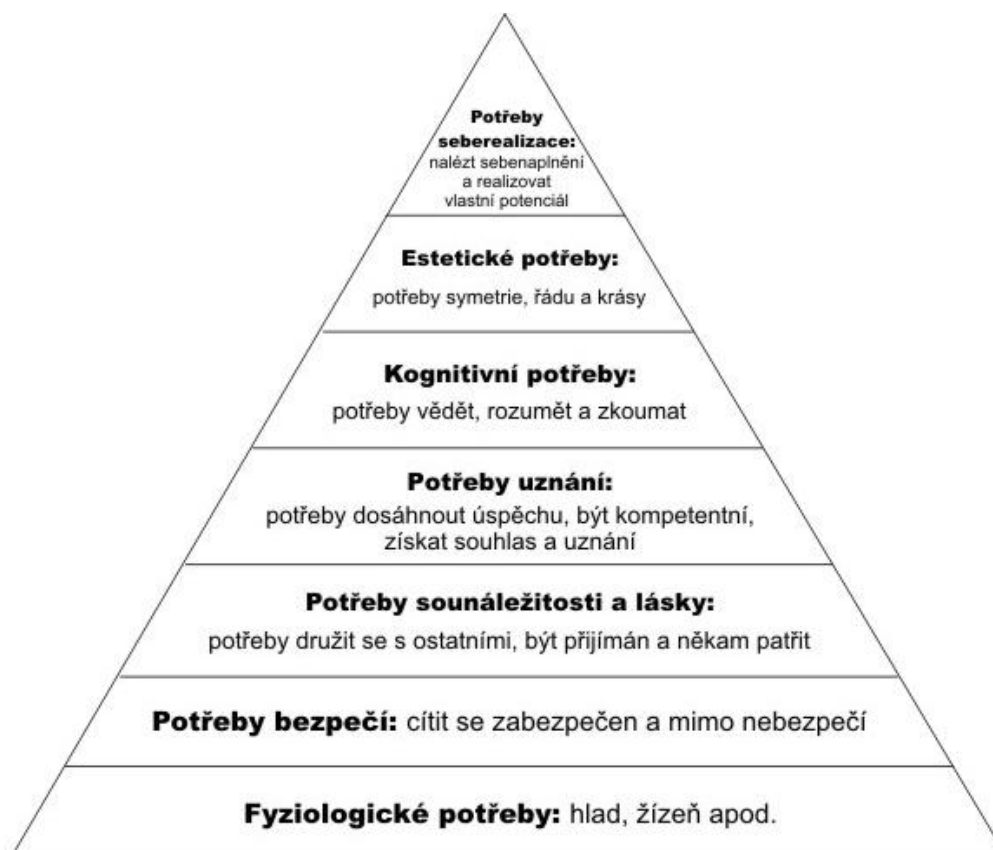 Potřeby
seberealizace:
nalézt sebenaplnění
a realizovat
vlastní potenciál
Estetické potřeby:
potřeby symetrie, řádu a krásy
Kognitivní potřeby:
potřeby vědět, rozumět a zkoumat
Potřeby uznání:
potřeby dosáhnout úspěchu, být kompetentní,
získat souhlas a uznání
Potřeby sounáležitosti a lásky:
potřeby družit se s ostatními, být přijímán a někam patřit
Potřeby bezpečí: cítit se zabezpečen a mimo nebezpečí
Fyziologické potřeby: hlad, žízeň apod.